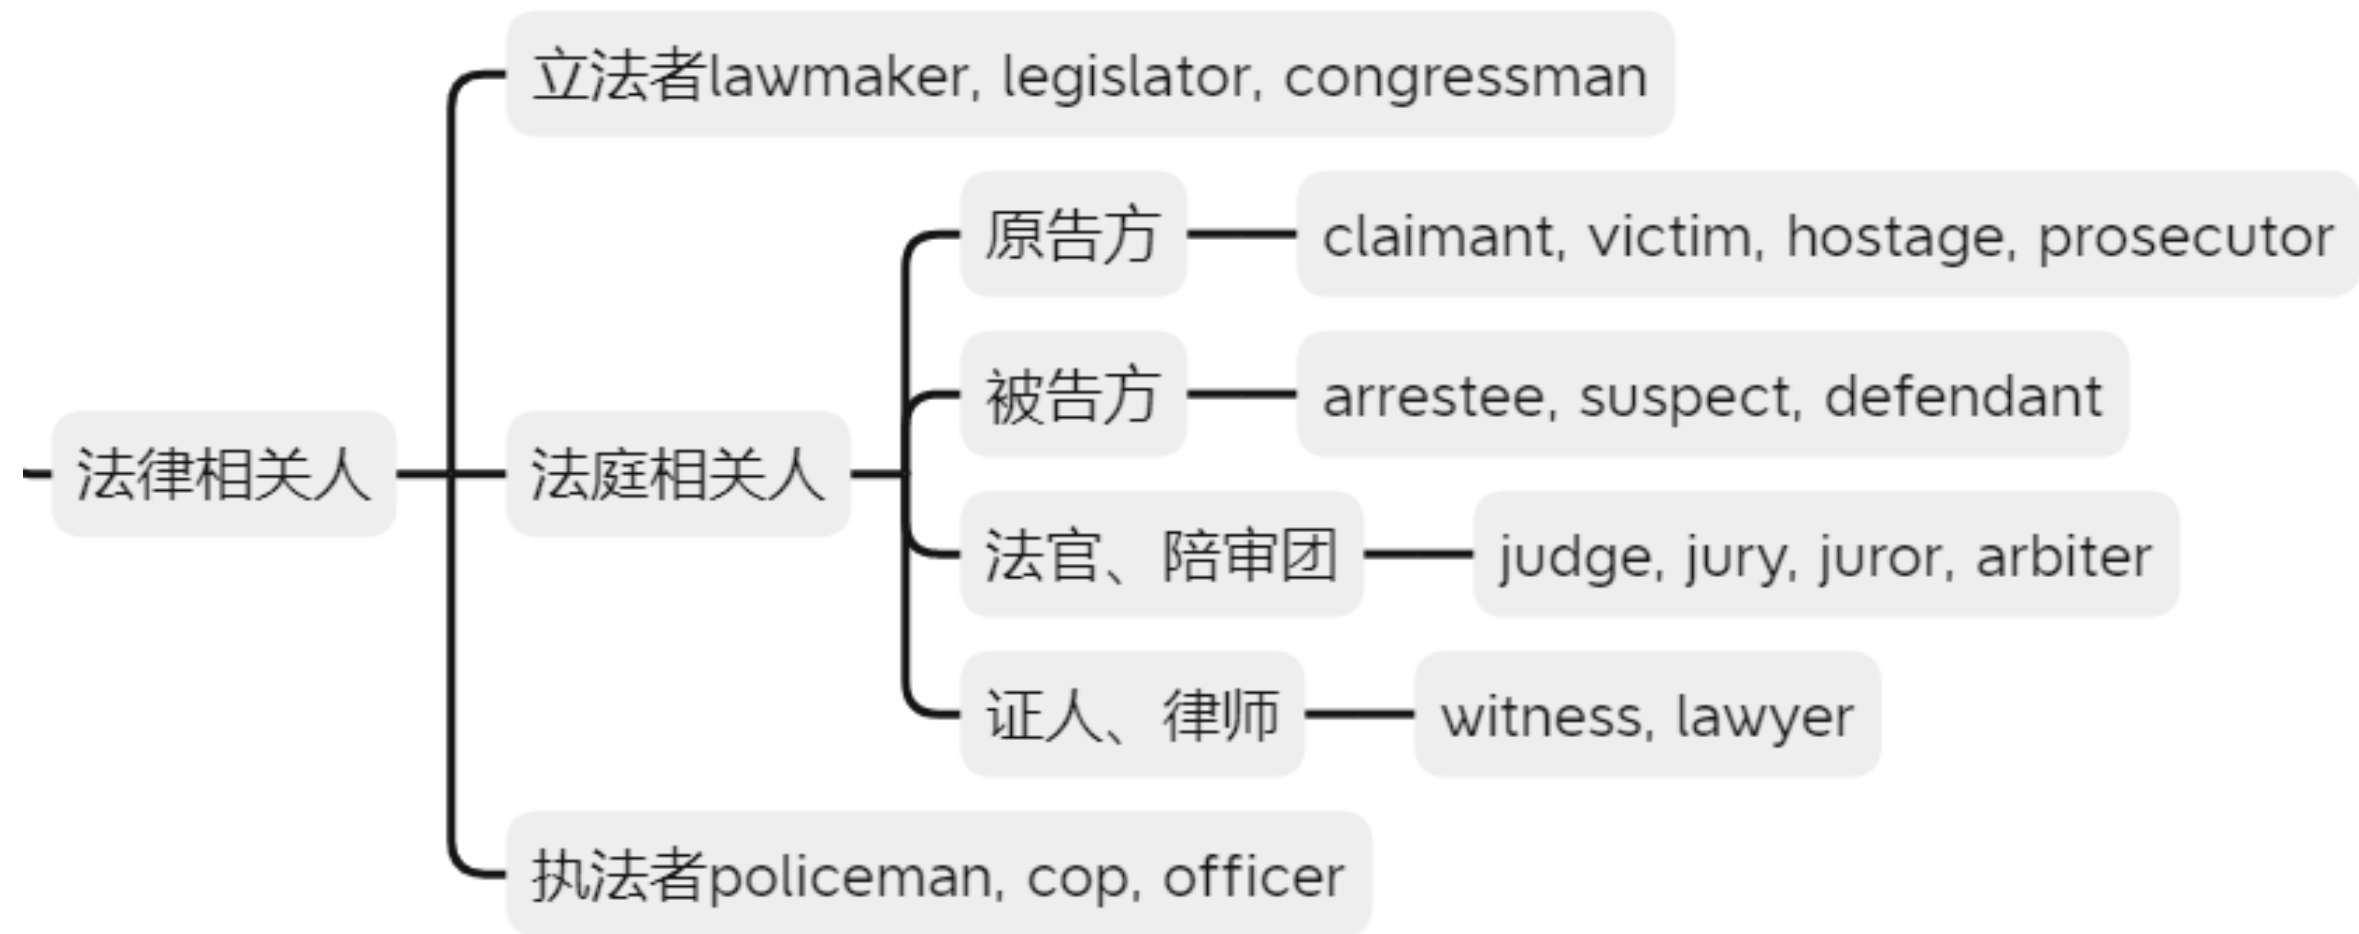 立法者lawmaker, legislator, congressman
原告方
claimant, victim, hostage, prosecutor
被告方
arrestee, suspect, defendant
法律相关人
法庭相关人
法官、陪审团
judge, jury, juror, arbiter
证人、律师
witness, lawyer
执法者policeman, cop, officer